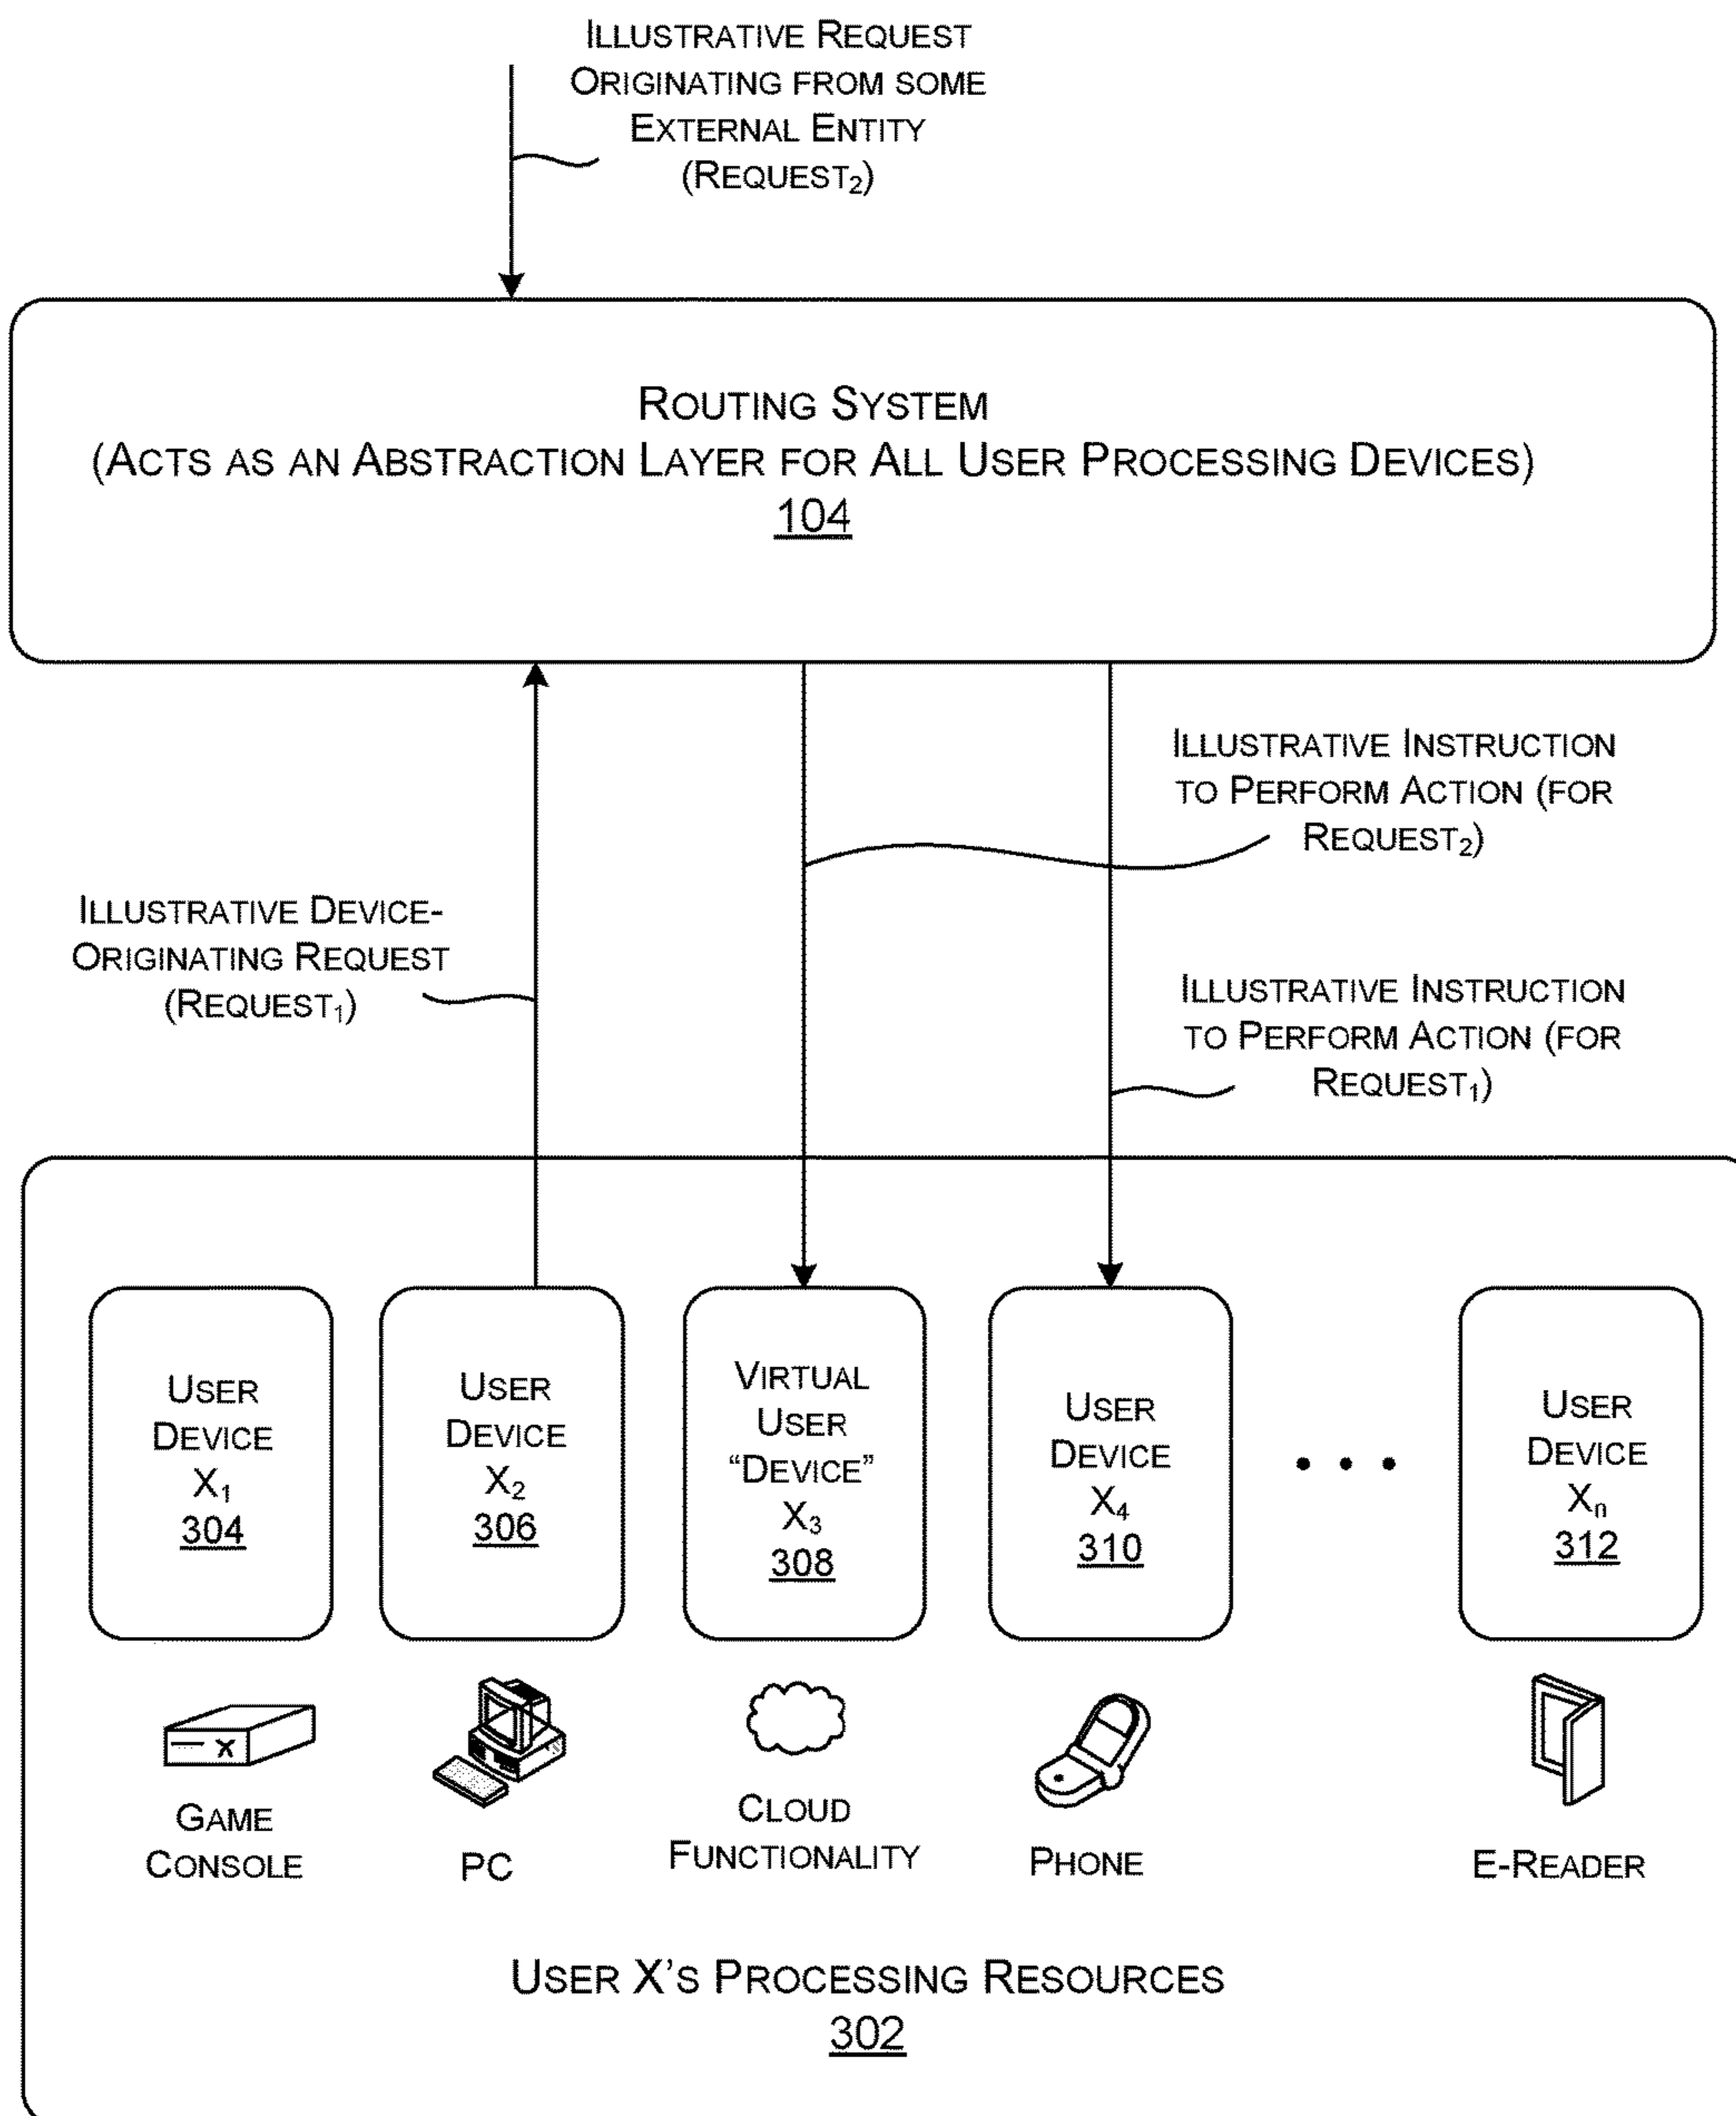 ILLUSTRATIVE REQUEST
ORIGINATING FROM SOME
EXTERNAL ENTITY
(REQUEST₂)
ROUTING SYSTEM
(ACTS AS AN ABSTRACTION LAYER FOR ALL USER PROCESSING DEVICES)
104
ILLUSTRATIVE INSTRUCTION
TO PERFORM ACTION (FOR
REQUEST₂)
ILLUSTRATIVE DEVICE-
ORIGINATING REQUEST
(REQUEST₁)
ILLUSTRATIVE INSTRUCTION
TO PERFORM ACTION (FOR
REQUEST₁)
USER
DEVICE
X₁
304
USER
DEVICE
X₂
306
VIRTUAL
USER
“DEVICE”
X₃
308
USER
DEVICE
X₄
310
• • •
USER
DEVICE
Xₙ
312
X
GAME
CONSOLE
PC
CLOUD
FUNCTIONALITY
PHONE
E-READER
USER X’S PROCESSING RESOURCES
302